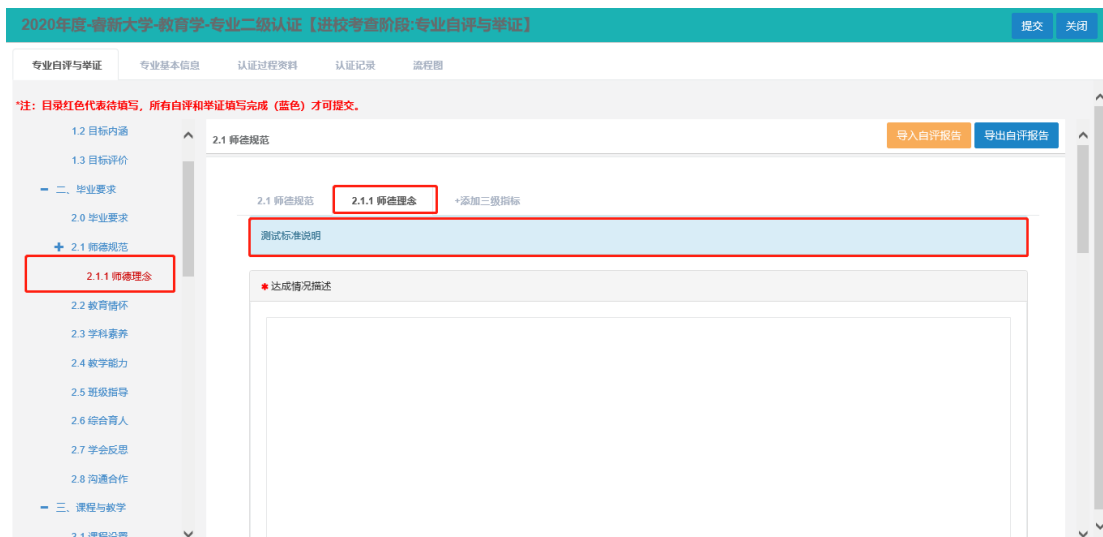 2020年度-睿新大学-教育学-专业二级认证【进校考查阶段:专业自评与举证】
提交 关闭
专业自评与举证 专业基本信息 认证过程资料 认证记录 流程图
*注：目录红色代表待填写，所有自评和举证填写完成（蓝色）才可提交。
1.2 目标内涵
2.1 师德规范 导入自评报告 导出自评报告
1.3 目标评价
二、毕业要求
2.1 师德规范 2.1.1 师德理念 +添加三级指标
2.0 毕业要求
测试标准说明
2.1 师德规范
2.1.1 师德理念
* 达成情况描述
2.2 教育情怀
2.3 学科素养
2.4 教学能力
2.5 班级指导
2.6 综合育人
2.7 学会反思
2.8 沟通合作
三、课程与教学
3.1 课程设置